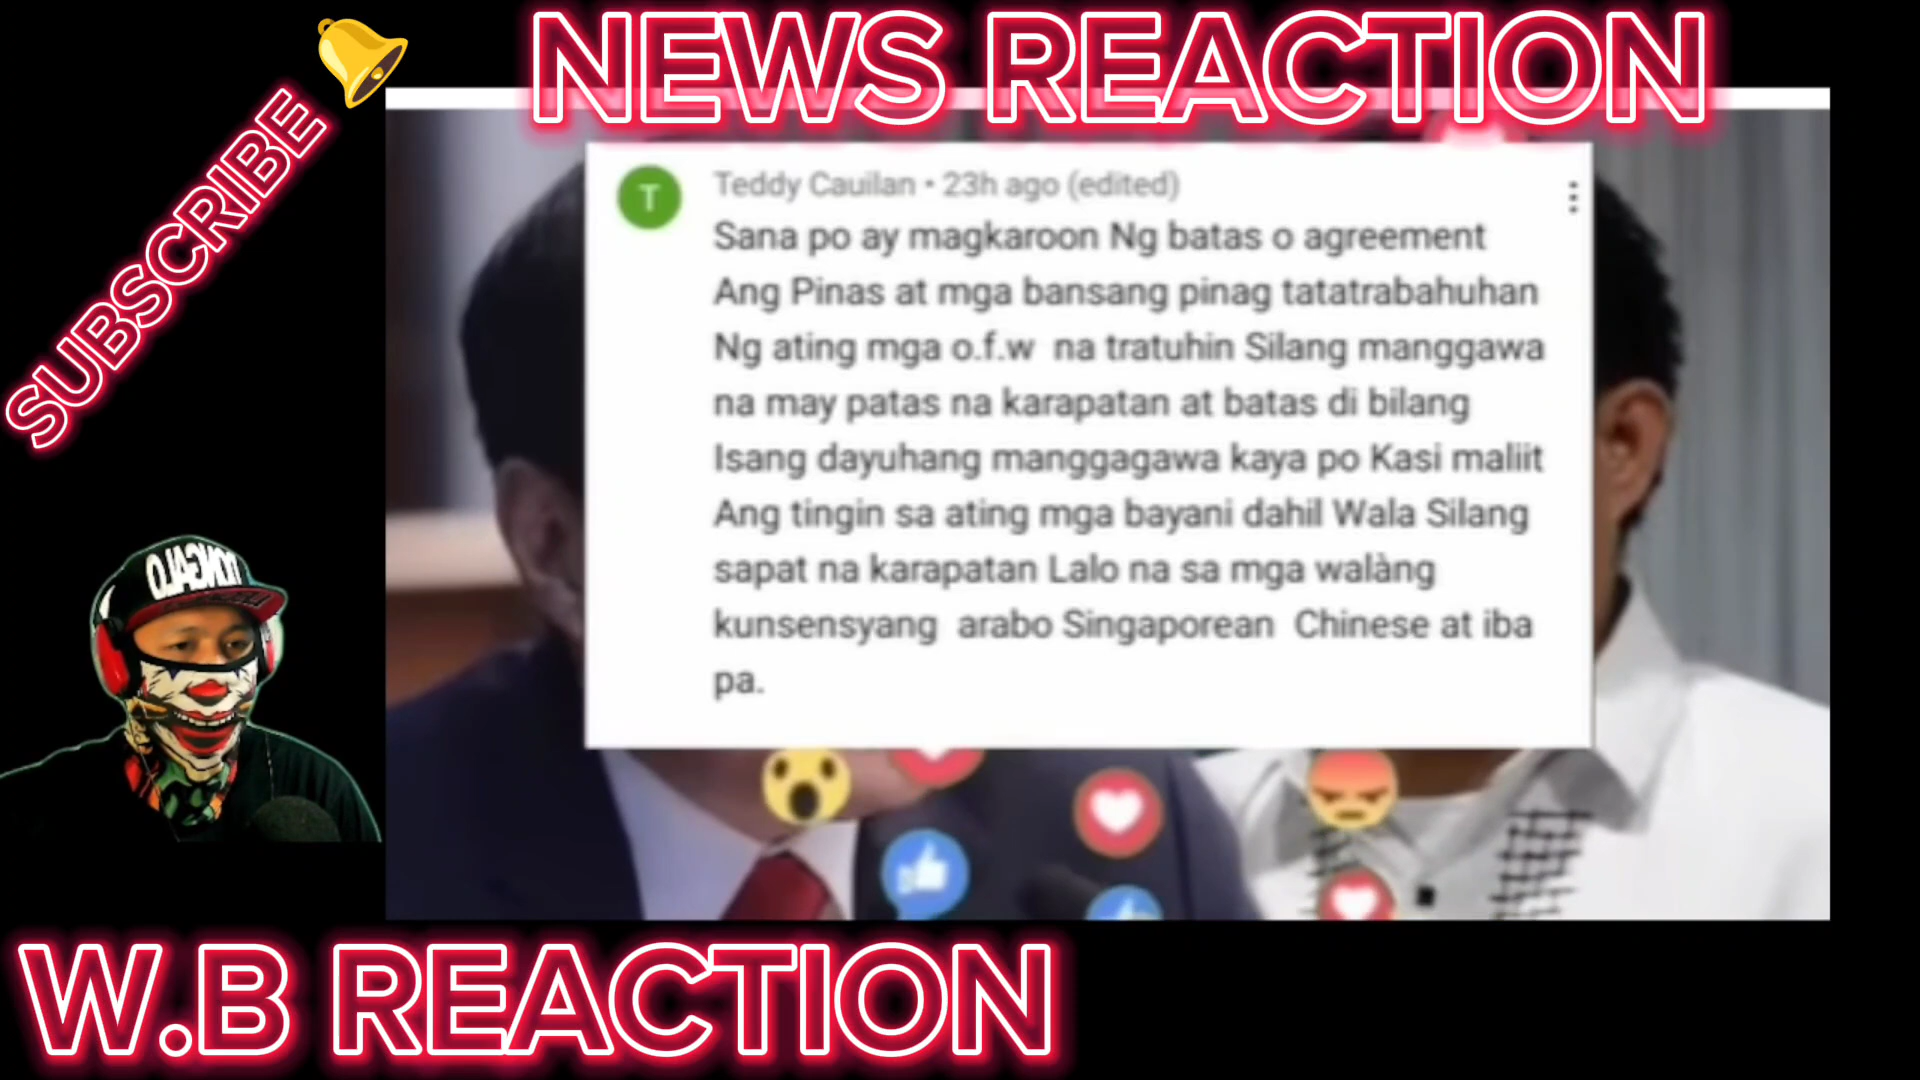 NEWS REACTION
SUBSCRIBE
T
Teddy Cauilan • 23h ago (edited)
Sana po ay magkaroon Ng batas o agreement
Ang Pinas at mga bansang pinag tatatrabahuhan
Ng ating mga o.f.w na tratuhin Silang manggawa
na may patas na karapatan at batas di bilang
Isang dayuhang manggagawa kaya po Kasi maliit
Ang tingin sa ating mga bayani dahil Wala Silang
sapat na karapatan Lalo na sa mga walàng
kunsensyang arabo Singaporean Chinese at iba
pa.
W.B REACTION